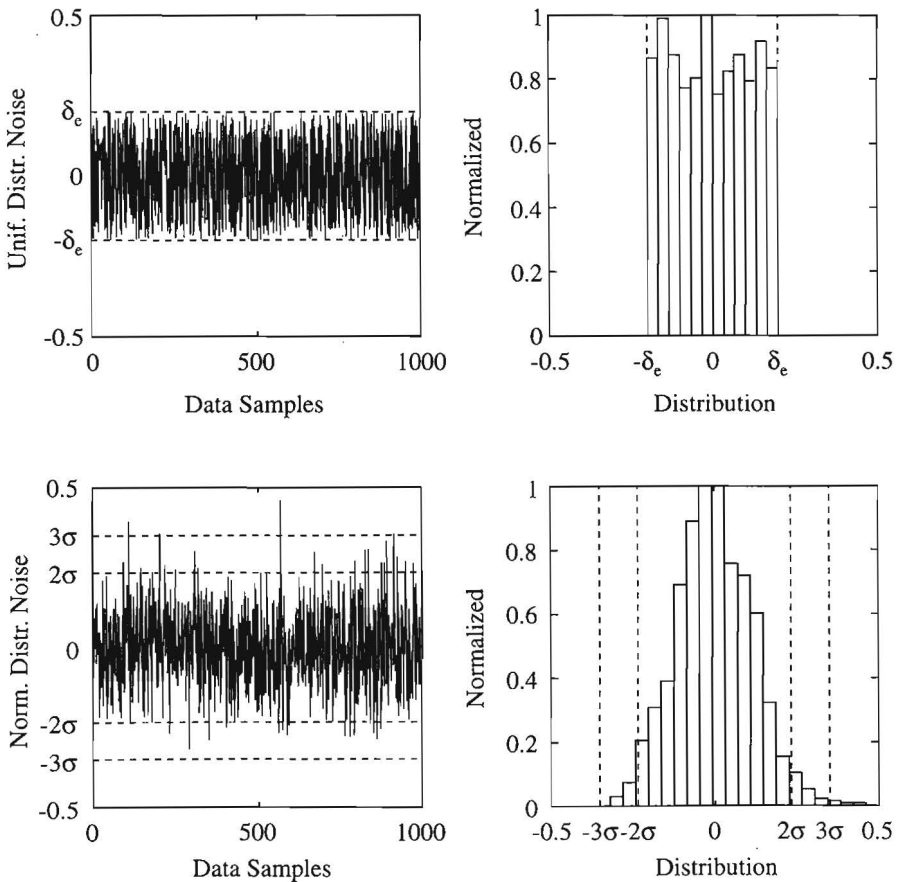 0.5
δe
0
-δe
-0.5
Unif. Distr. Noise
0 500 1000
Data Samples
1
0.8
0.6
0.4
0.2
0
Normalized
-0.5 -δe 0 δe 0.5
Distribution
0.5
3σ
2σ
0
-2σ
-3σ
-0.5
Norm. Distr. Noise
0 500 1000
Data Samples
1
0.8
0.6
0.4
0.2
0
Normalized
-0.5 -3σ -2σ 0 2σ 3σ 0.5
Distribution